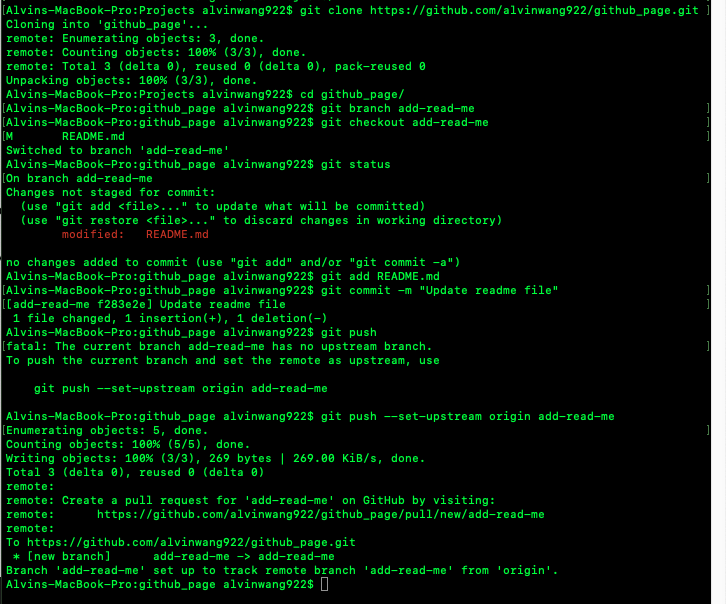 Alvins-MacBook-Pro:Projects alvinwang922$ git clone https://github.com/alvinwang922/github_page.git ]
Cloning into 'github_page'...
remote: Enumerating objects: 3, done.
remote: Counting objects: 100% (3/3), done.
remote: Total 3 (delta 0), reused 0 (delta 0), pack-reused 0
Unpacking objects: 100% (3/3), done.
Alvins-MacBook-Pro:Projects alvinwang922$ cd github_page/
Alvins-MacBook-Pro:github_page alvinwang922$ git branch add-read-me ]
[Alvins-MacBook-Pro:github_page alvinwang922$ git checkout add-read-me ]
[M       README.md ]
Switched to branch 'add-read-me'
Alvins-MacBook-Pro:github_page alvinwang922$ git status
[On branch add-read-me ]
Changes not staged for commit:
  (use "git add <file>..." to update what will be committed)
  (use "git restore <file>..." to discard changes in working directory)
        modified:   README.md
no changes added to commit (use "git add" and/or "git commit -a")
Alvins-MacBook-Pro:github_page alvinwang922$ git add README.md
[Alvins-MacBook-Pro:github_page alvinwang922$ git commit -m "Update readme file" ]
[[add-read-me f283e2e] Update readme file ]
 1 file changed, 1 insertion(+), 1 deletion(-)
Alvins-MacBook-Pro:github_page alvinwang922$ git push
[fatal: The current branch add-read-me has no upstream branch. ]
To push the current branch and set the remote as upstream, use
    git push --set-upstream origin add-read-me
Alvins-MacBook-Pro:github_page alvinwang922$ git push --set-upstream origin add-read-me
[Enumerating objects: 5, done. ]
Counting objects: 100% (5/5), done.
Writing objects: 100% (3/3), 269 bytes | 269.00 KiB/s, done.
Total 3 (delta 0), reused 0 (delta 0)
remote:
remote: Create a pull request for 'add-read-me' on GitHub by visiting:
remote:      https://github.com/alvinwang922/github_page/pull/new/add-read-me
remote:
To https://github.com/alvinwang922/github_page.git
 * [new branch]      add-read-me -> add-read-me
Branch 'add-read-me' set up to track remote branch 'add-read-me' from 'origin'.
Alvins-MacBook-Pro:github_page alvinwang922$